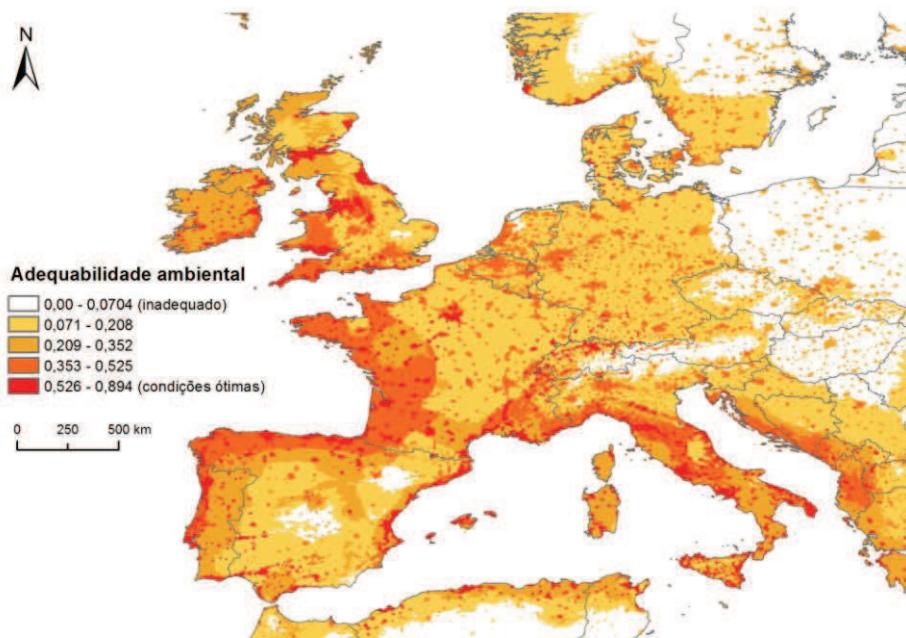 N
Adequabilidade ambiental
0,00 - 0,0704 (inadequado)
0,071 - 0,208
0,209 - 0,352
0,353 - 0,525
0,526 - 0,894 (condições ótimas)
0 250 500 km